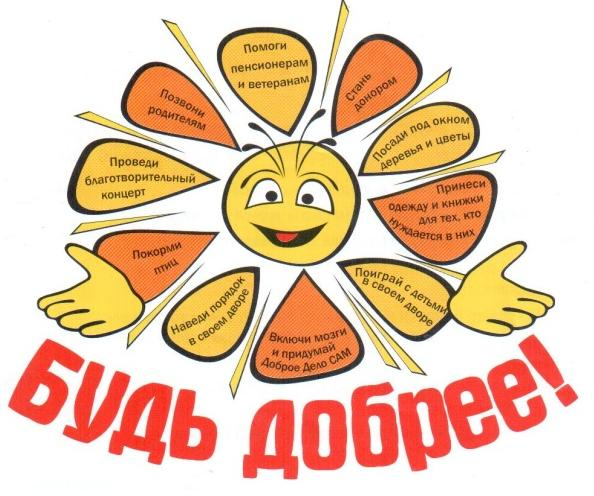 Помоги
пенсионерам
и ветеранам
Стань
донором
Посади под окном
деревья и цветы
Принеси
одежду и книжки
для тех, кто
нуждается в них
Поиграй с детьми
в своем дворе
Включи мозги
и придумай
Доброе Дело САМ
Наведи порядок
в своем дворе
Покорми
птиц
Проведи
благотворительный
концерт
Позвони
родителям
Будь добрее!